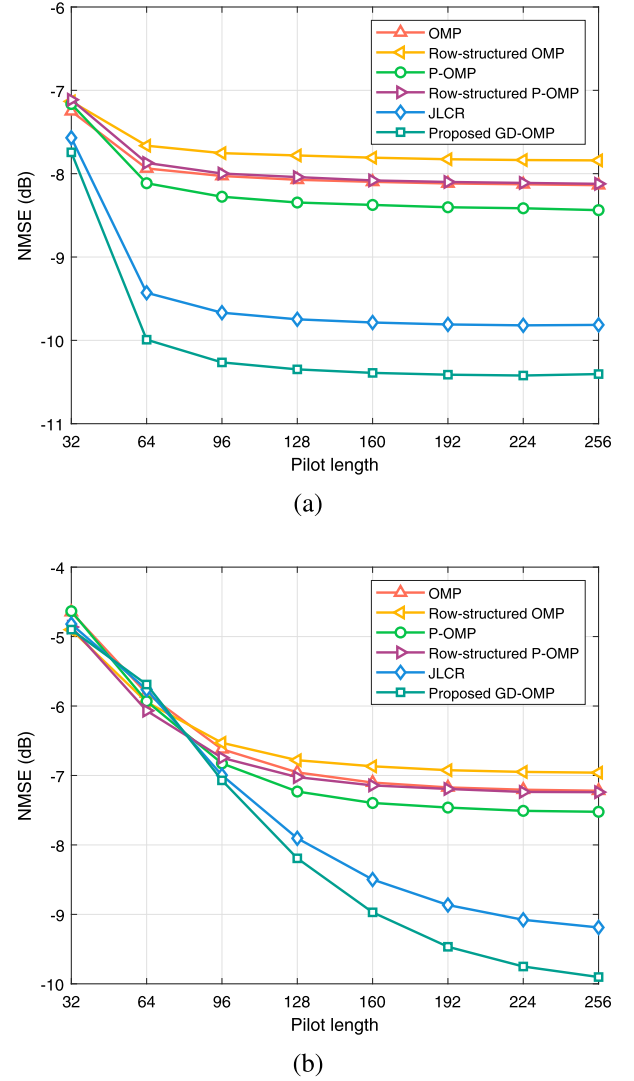 -6
-7
-8
-9
-10
-11
NMSE (dB)
OMP
Row-structured OMP
P-OMP
Row-structured P-OMP
JLCR
Proposed GD-OMP
32 64 96 128 160 192 224 256
Pilot length
(a)
-4
-5
-6
-7
-8
-9
-10
NMSE (dB)
OMP
Row-structured OMP
P-OMP
Row-structured P-OMP
JLCR
Proposed GD-OMP
32 64 96 128 160 192 224 256
Pilot length
(b)